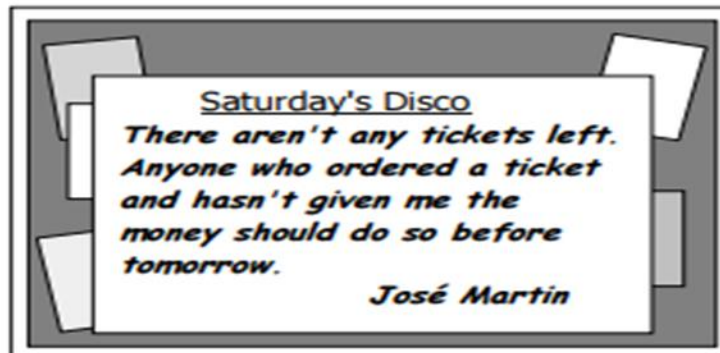 Saturday's Disco
There aren't any tickets left.
Anyone who ordered a ticket
and hasn't given me the
money should do so before
tomorrow.
José Martin